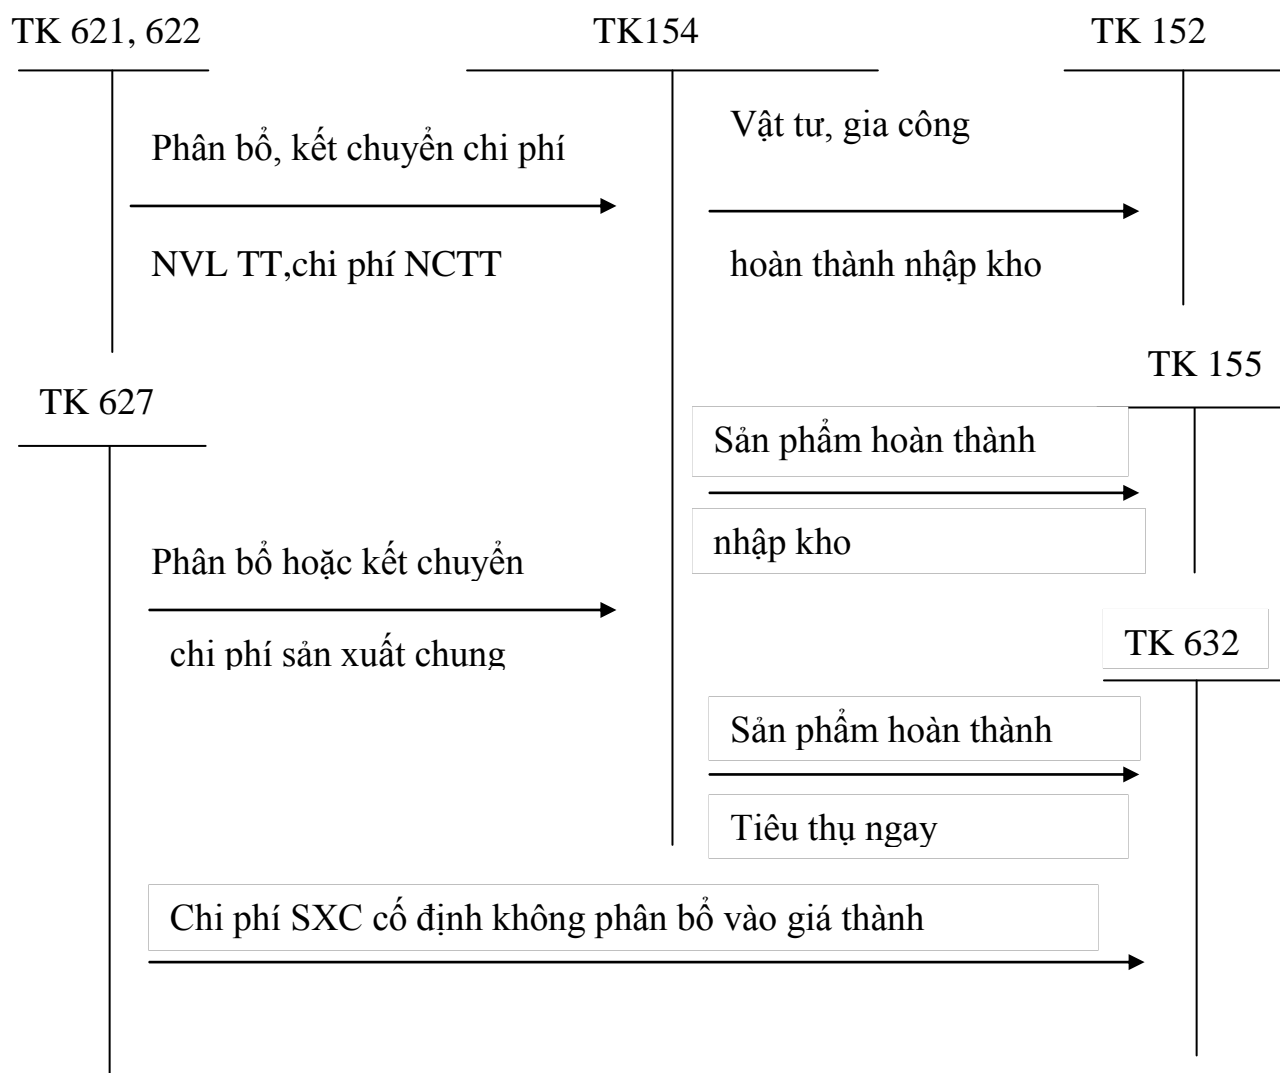 TK 621, 622
TK154
TK 152
Phân bổ, kết chuyển chi phí
NVL TT,chi phí NCTT
Vật tư, gia công
hoàn thành nhập kho
TK 155
TK 627
Sản phẩm hoàn thành
nhập kho
Phân bổ hoặc kết chuyển
chi phí sản xuất chung
TK 632
Sản phẩm hoàn thành
Tiêu thụ ngay
Chi phí SXC cố định không phân bổ vào giá thành